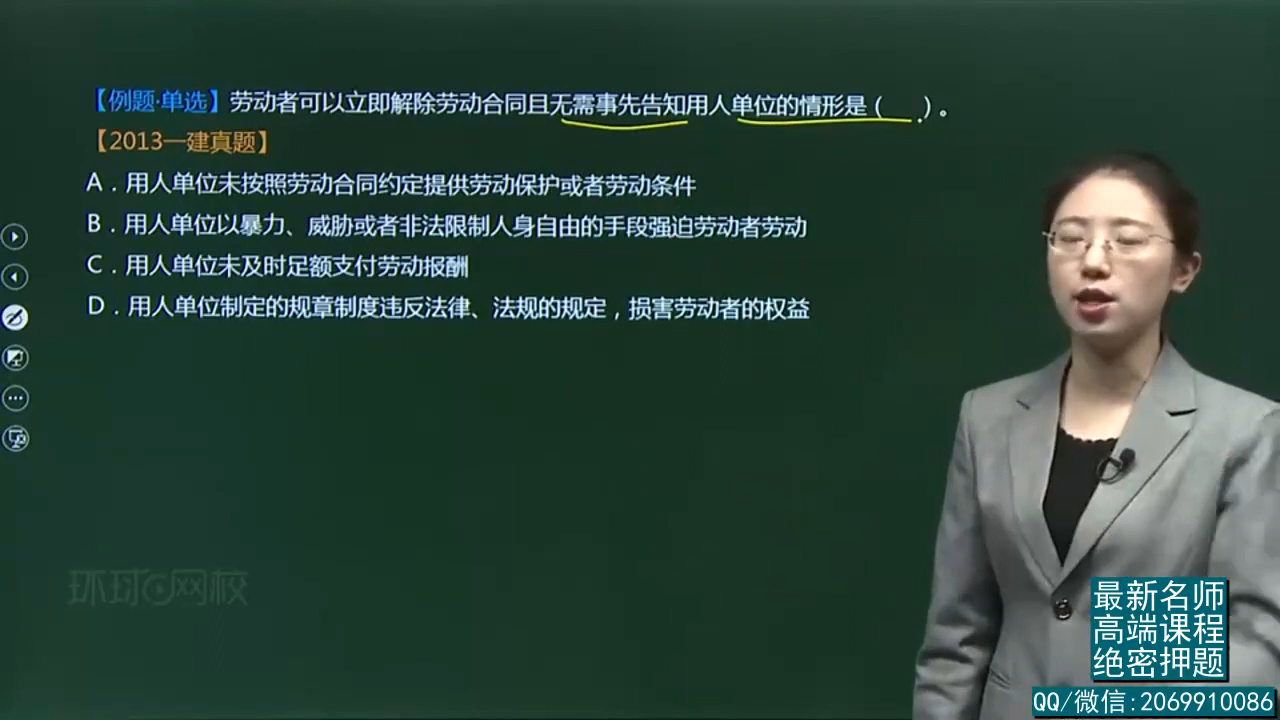 【例题·单选】劳动者可以立即解除劳动合同且无需事先告知用人单位的情形是（ ）。
【2013一建真题】
A．用人单位未按照劳动合同约定提供劳动保护或者劳动条件
B．用人单位以暴力、威胁或者非法限制人身自由的手段强迫劳动者劳动
C．用人单位未及时足额支付劳动报酬
D．用人单位制定的规章制度违反法律、法规的规定，损害劳动者的权益
环球网校
最新名师
高端课程
绝密押题
QQ/微信:2069910086